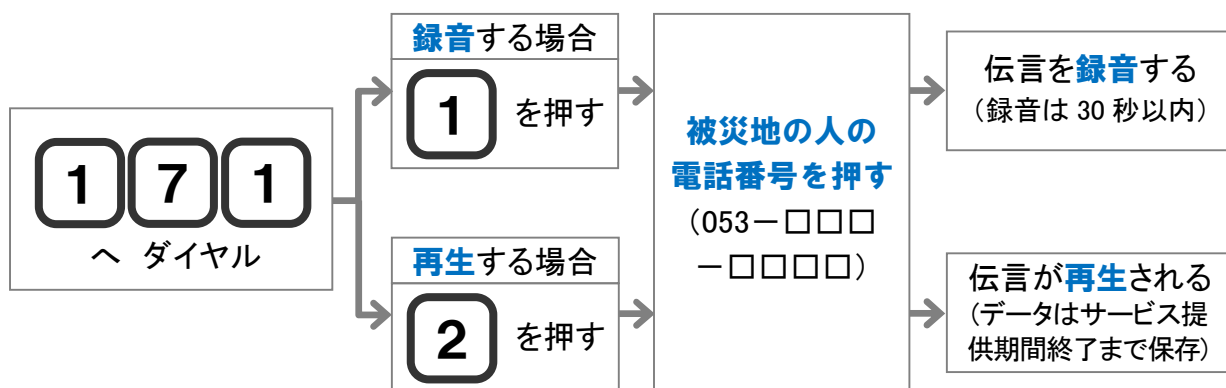 1 7 1
へ ダイヤル
録音する場合
1 を押す
再生する場合
2 を押す
被災地の人の
電話番号を押す
（053－□□□
－□□□□）
伝言を録音する
（録音は 30 秒以内）
伝言が再生される
（データはサービス提
供期間終了まで保存）